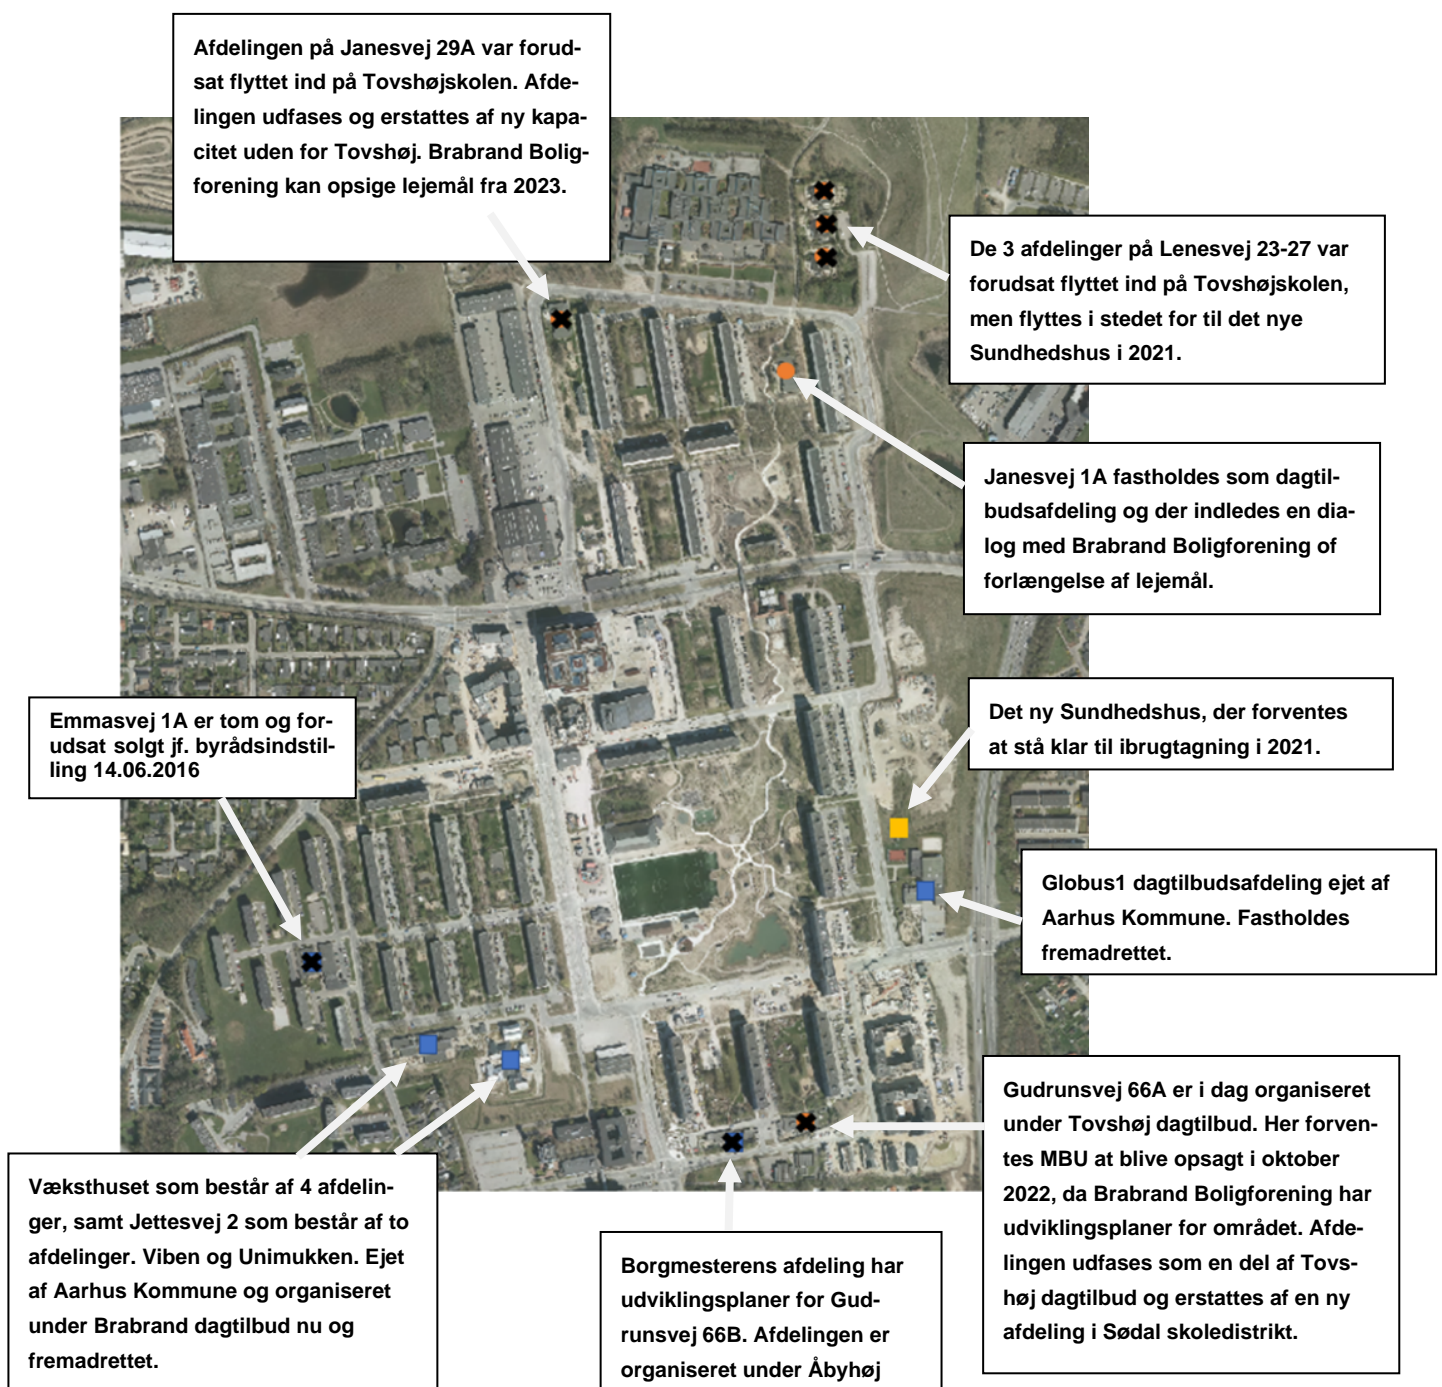 Afdelingen på Janesvej 29A var forud-
sat flyttet ind på Tovshøjskolen. Afde-
lingen udfases og erstattes af ny kapa-
citet uden for Tovshøj. Brabrand Bolig-
forening kan opsige lejemål fra 2023.
De 3 afdelinger på Lenesvej 23-27 var
forudsat flyttet ind på Tovshøjskolen,
men flyttes i stedet for til det nye
Sundhedshus i 2021.
Janesvej 1A fastholdes som dagtil-
budsafdeling og der indledes en dia-
log med Brabrand Boligforening of
forlængelse af lejemål.
Emmasvej 1A er tom og for-
udsat solgt jf. byrådsindstil-
ling 14.06.2016
Det ny Sundhedshus, der forventes
at stå klar til ibrugtagning i 2021.
Globus1 dagtilbudsafdeling ejet af
Aarhus Kommune. Fastholdes
fremadrettet.
Gudrunsvej 66A er i dag organiseret
under Tovshøj dagtilbud. Her forven-
tes MBU at blive opsagt i oktober
2022, da Brabrand Boligforening har
udviklingsplaner for området. Afde-
lingen udfases som en del af Tovs-
høj dagtilbud og erstattes af en ny
afdeling i Sødal skoledistrikt.
Væksthuset som består af 4 afdelin-
ger, samt Jettesvej 2 som består af to
afdelinger. Viben og Unimukken. Ejet
af Aarhus Kommune og organiseret
under Brabrand dagtilbud nu og
fremadrettet.
Borgmesterens afdeling har
udviklingsplaner for Gud-
runsvej 66B. Afdelingen er
organiseret under Åbyhøj